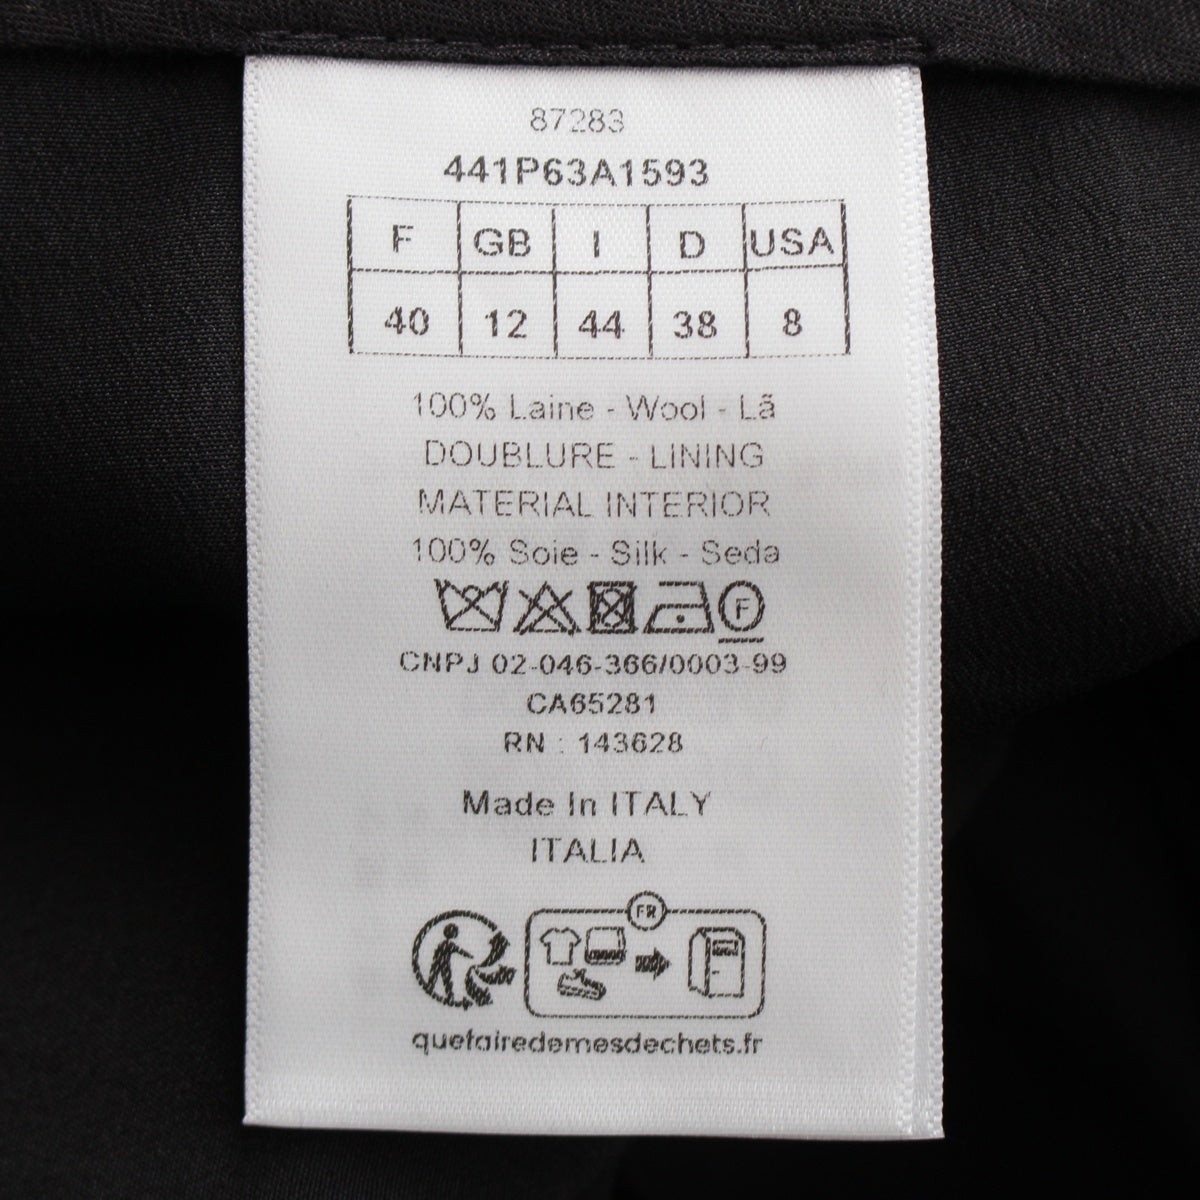 87283
441P63A1593
F GB I D USA
40 12 44 38 8
100% Laine - Wool - Lã
DOUBLURE - LINING
MATERIAL INTERIOR
100% Soie - Silk - Seda
F
CNPJ 02-046-366/0003-99
CA65281
RN : 143628
Made In ITALY
ITALIA
FR
quefairedemesdechets.fr